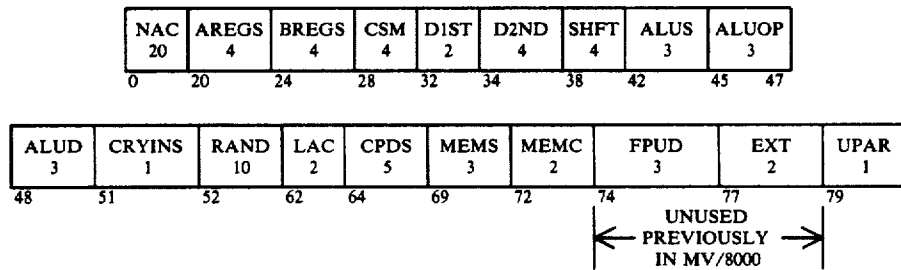 NAC AREGS BREGS CSM D1ST D2ND SHFT ALUS ALUOP
20 4 4 4 2 4 4 3 3
0 20 24 28 32 34 38 42 45 47
ALUD CRYINS RAND LAC CPDS MEMS MEMC FPUD EXT UPAR
3 1 10 2 5 3 2 3 2 1
48 51 52 62 64 69 72 74 77 79
UNUSED
PREVIOUSLY
IN MV/8000